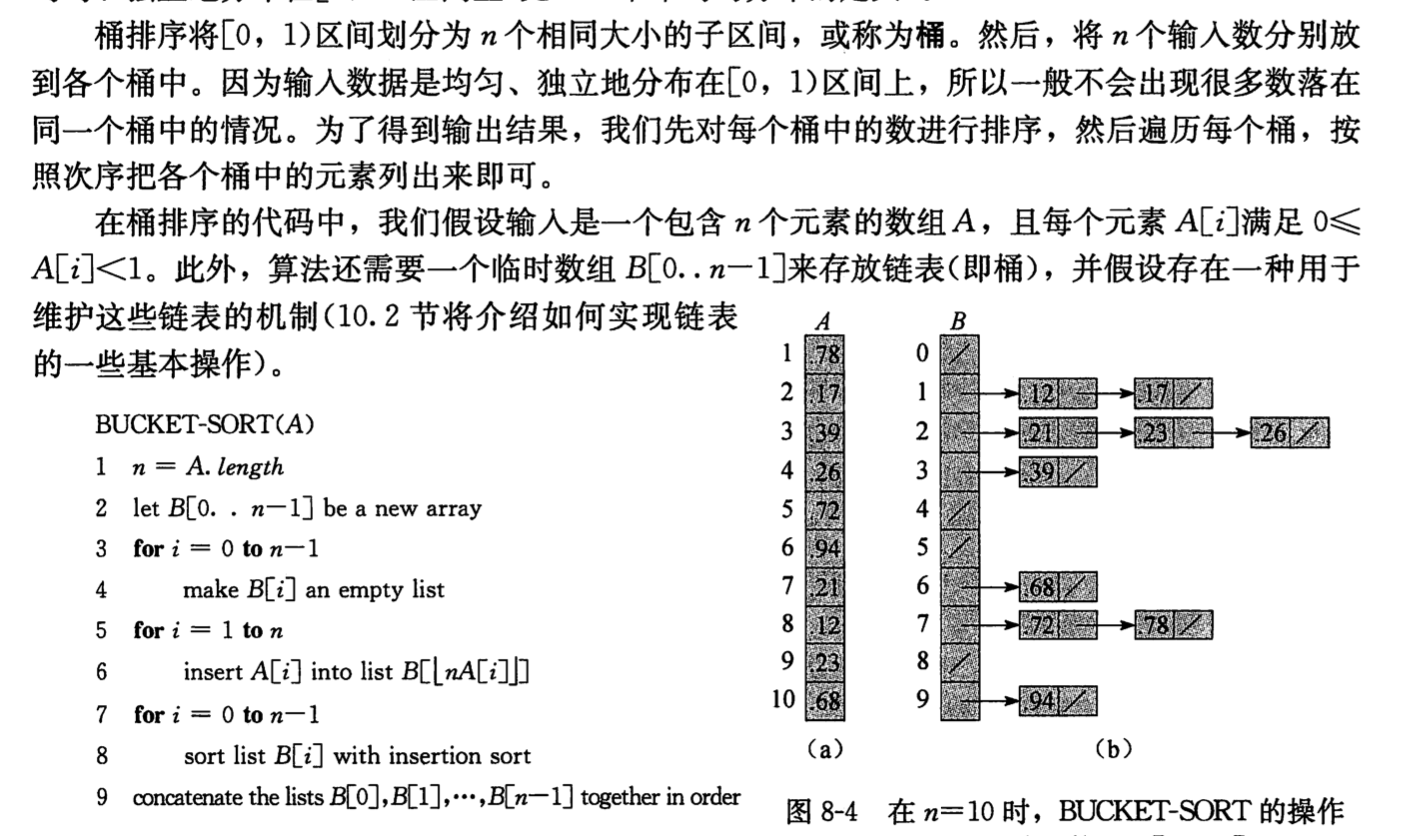 桶排序将[0，1)区间划分为 n 个相同大小的子区间，或称为桶。然后，将 n 个输入数分别放
到各个桶中。因为输入数据是均匀、独立地分布在[0，1)区间上，所以一般不会出现很多数落在
同一个桶中的情况。为了得到输出结果，我们先对每个桶中的数进行排序，然后遍历每个桶，按
照次序把各个桶中的元素列出来即可。
在桶排序的代码中，我们假设输入是一个包含 n 个元素的数组 A，且每个元素 A[i]满足 0≤
A[i]<1。此外，算法还需要一个临时数组 B[0..n－1]来存放链表(即桶)，并假设存在一种用于
维护这些链表的机制(10.2 节将介绍如何实现链表
的一些基本操作)。
BUCKET-SORT(A)
1 n = A.length
2 let B[0. . n－1] be a new array
3 for i = 0 to n－1
4 make B[i] an empty list
5 for i = 1 to n
6 insert A[i] into list B[⌊nA[i]⌋]
7 for i = 0 to n－1
8 sort list B[i] with insertion sort
9 concatenate the lists B[0],B[1],…,B[n－1] together in order
A B
1 .78 0 /
2 .17 1 .12 .17 /
3 .39 2 .21 .23 .26 /
4 .26 3 .39 /
5 .72 4 /
6 .94 5 /
7 .21 6 .68 /
8 .12 7 .72 .78 /
9 .23 8 /
10 .68 9 .94 /
(a) (b)
图 8-4 在 n＝10 时，BUCKET-SORT 的操作